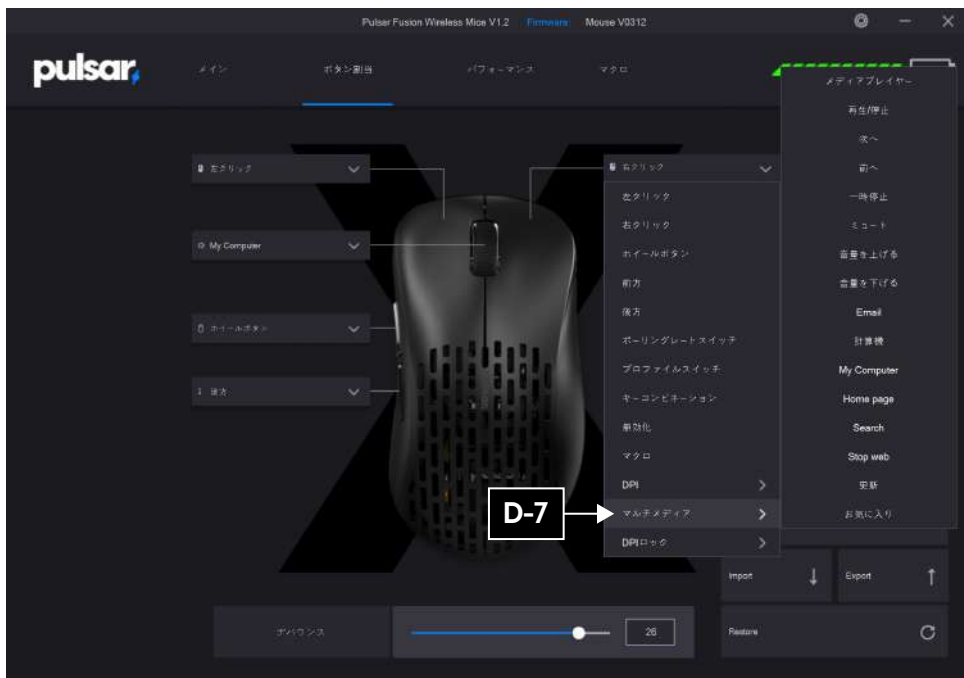 Pulsar Fusion Wireless Mice V1.2 Firmware: Mouse V0312
pulsar
メイン
ボタン割当
パフォーマンス
マクロ
左クリック
My Computer
ホイールボタン
後方
右クリック
左クリック
右クリック
ホイールボタン
前方
後方
ポーリングレートスイッチ
プロファイルスイッチ
キーコンビネーション
無効化
マクロ
DPI
マルチメディア
DPIロック
D-7
メディアプレイヤー
再生/停止
次へ
前へ
一時停止
ミュート
音量を上げる
音量を下げる
Email
計算機
My Computer
Home page
Search
Stop web
更新
お気に入り
Import
Export
デバウンス
26
Restore